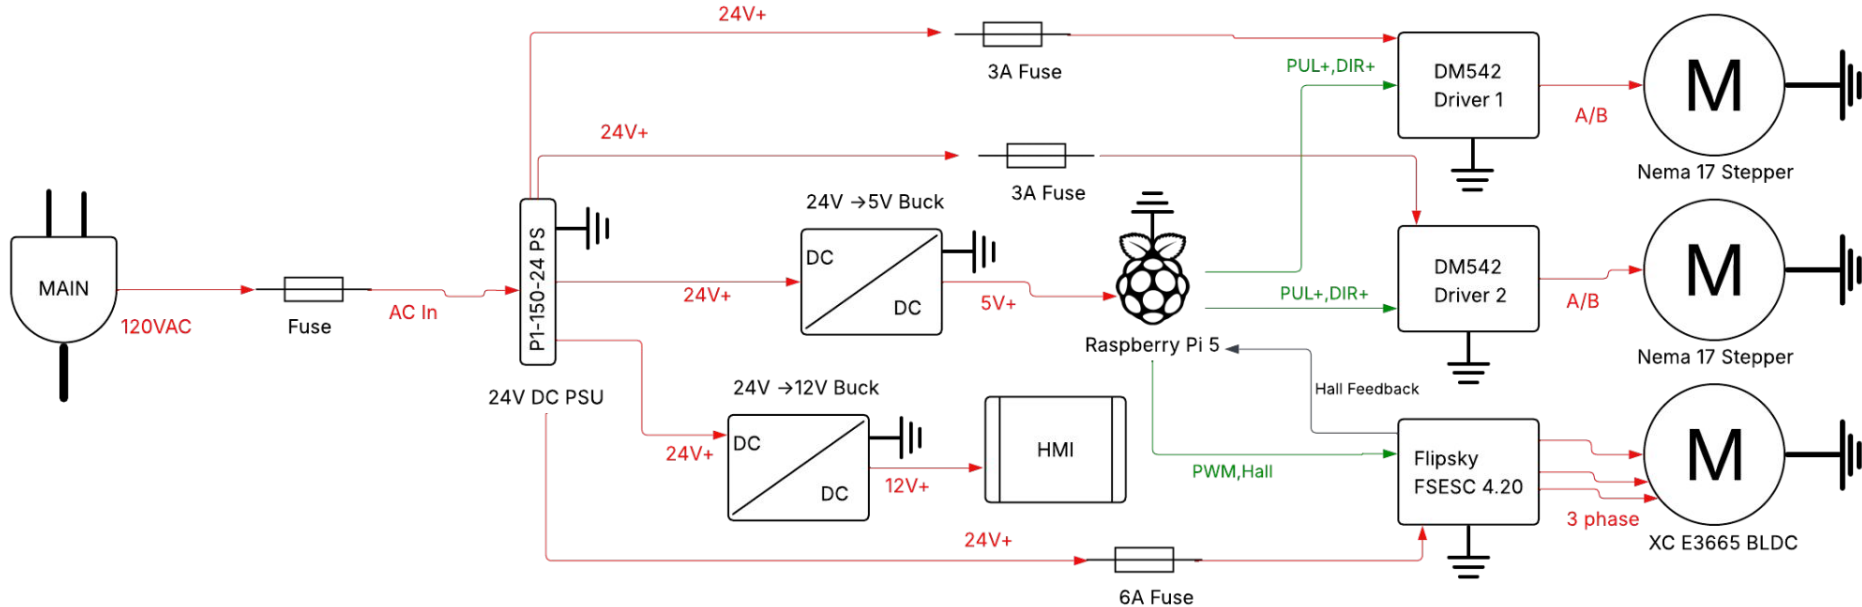 24V+
3A Fuse
PUL+,DIR+
DM542
Driver 1
M
A/B
Nema 17 Stepper
24V+
3A Fuse
24V →5V Buck
DC
DC
5V+
24V+
MAIN
120VAC
Fuse
AC In
P1-150-24 PS
24V DC PSU
Raspberry Pi 5
PUL+,DIR+
DM542
Driver 2
A/B
M
Nema 17 Stepper
24V →12V Buck
DC
DC
24V+
12V+
HMI
Hall Feedback
PWM,Hall
Flipsky
FSESC 4.20
3 phase
M
XC E3665 BLDC
24V+
6A Fuse